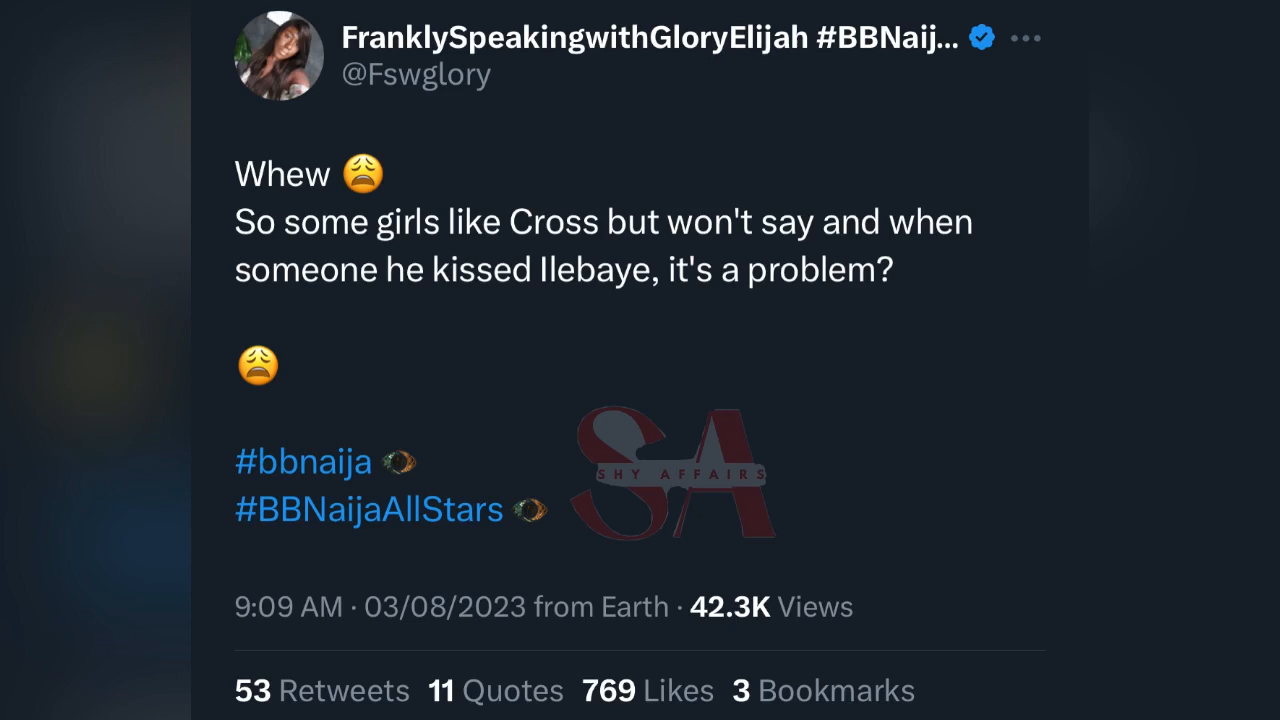 FranklySpeakingwithGloryElijah #BBNaij...
@Fswglory
Whew 😩
So some girls like Cross but won't say and when
someone he kissed Ilebaye, it's a problem?
😩
#bbnaija
#BBNaijaAllStars
SA
SHY AFFAIRS
9:09 AM · 03/08/2023 from Earth · 42.3K Views
53 Retweets 11 Quotes 769 Likes 3 Bookmarks